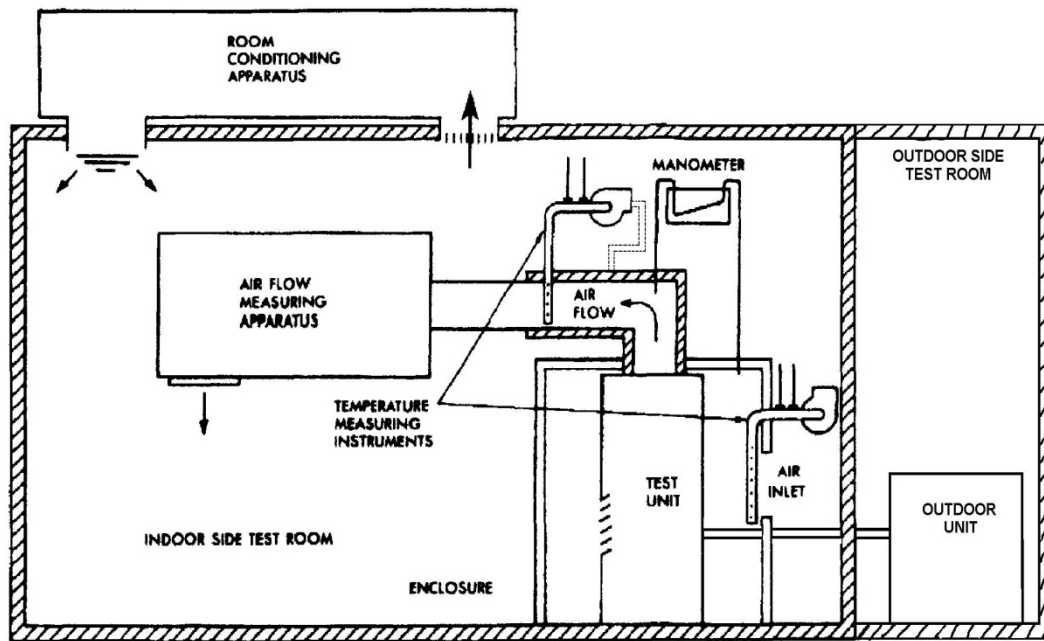 ROOM
CONDITIONING
APPARATUS
OUTDOOR SIDE
TEST ROOM
MANOMETER
AIR FLOW
MEASURING
APPARATUS
AIR
FLOW
TEMPERATURE
MEASURING
INSTRUMENTS
TEST
UNIT
AIR
INLET
OUTDOOR
UNIT
INDOOR SIDE TEST ROOM
ENCLOSURE